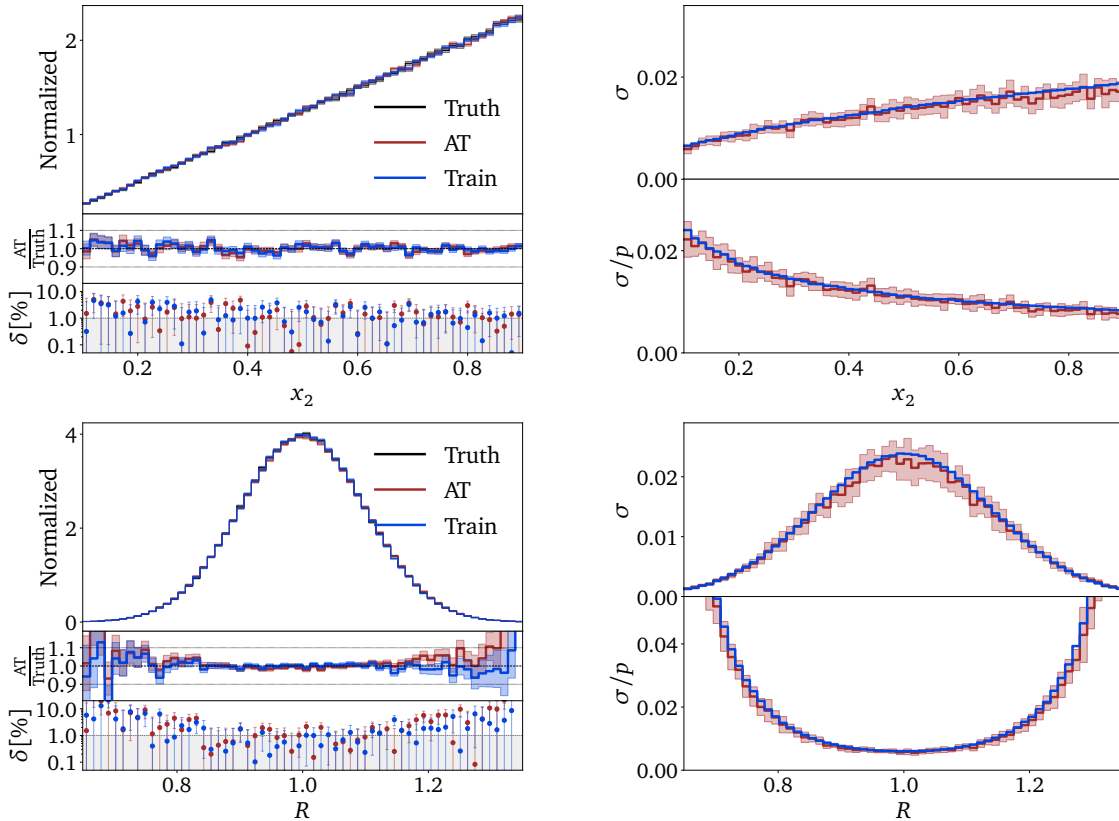 Normalized
2
1
Truth
AT
Train
AT
Truth
1.1
1.0
0.9
δ[%]
10.0
1.0
0.1
0.2
0.4
0.6
0.8
x₂
σ
0.02
0.00
σ/p
0.02
0.00
0.2
0.4
0.6
0.8
x₂
Normalized
4
2
0
Truth
AT
Train
AT
Truth
1.1
1.0
0.9
δ[%]
10.0
1.0
0.1
0.8
1.0
1.2
R
σ
0.02
0.01
0.00
σ/p
0.04
0.02
0.00
0.8
1.0
1.2
R